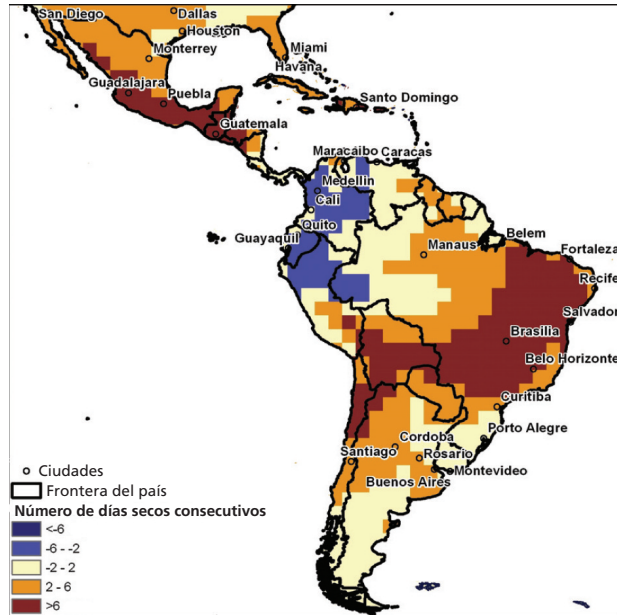 San Diego
Dallas
Houston
Monterrey
Miami
Havana
Guadalajara
Puebla
Santo Domingo
Guatemala
Maracaibo
Caracas
Medellin
Cali
Quito
Guayaquil
Manaus
Belem
Fortaleza
Recife
Salvador
Brasilia
Belo Horizonte
Curitiba
Porto Alegre
Cordoba
Santiago
Rosario
Montevideo
Buenos Aires
Ciudades
Frontera del país
Número de días secos consecutivos
<-6
-6 - -2
-2 - 2
2 - 6
>6